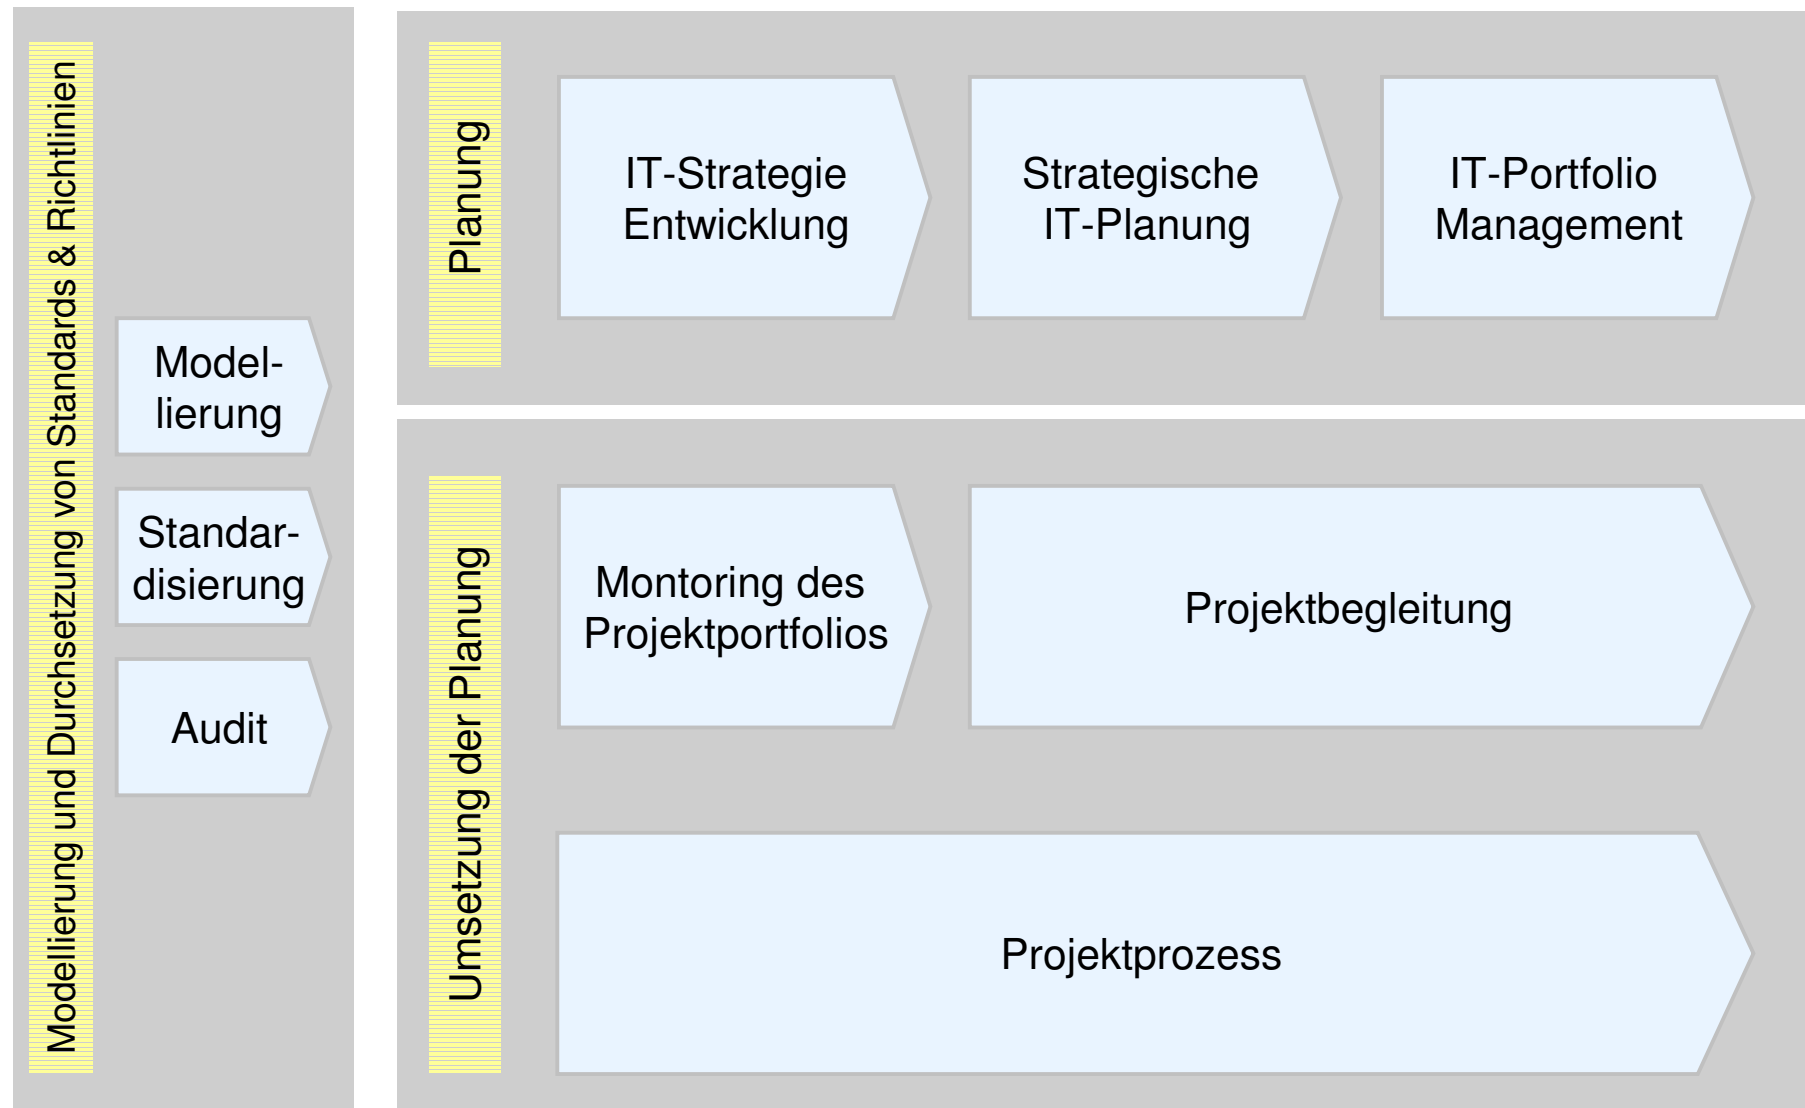 Modellierung und Durchsetzung von Standards & Richtlinien
Model-
lierung
Standar-
disierung
Audit
Planung
IT-Strategie
Entwicklung
Strategische
IT-Planung
IT-Portfolio
Management
Umsetzung der Planung
Montoring des
Projektportfolios
Projektbegleitung
Projektprozess